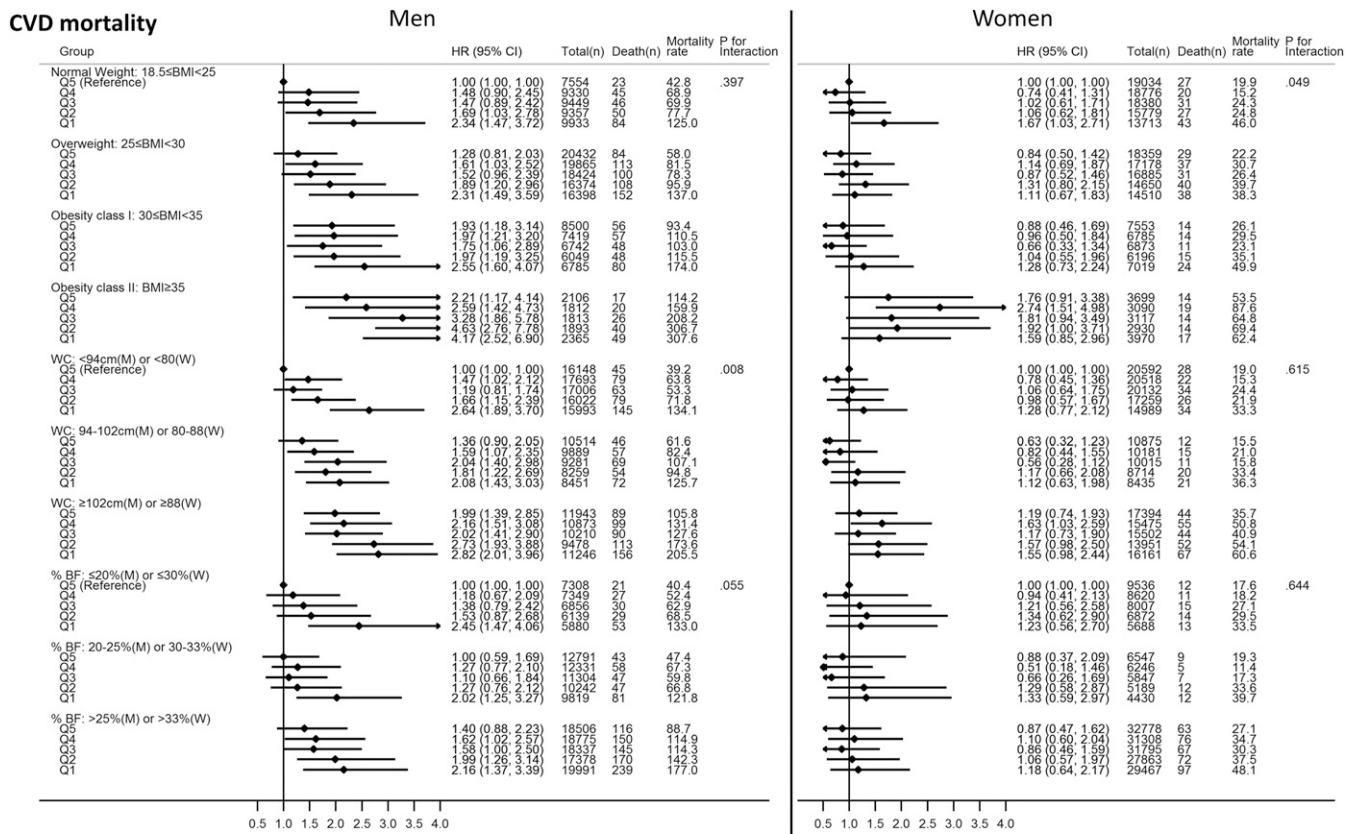 CVD mortality
Men
Women
Group HR (95% CI) Total(n) Death(n) Mortality rate P for Interaction HR (95% CI) Total(n) Death(n) Mortality rate P for Interaction
Normal Weight: 18.5≤BMI<25
Q5 (Reference) 1.00 (1.00, 1.00) 7554 23 42.8 .397 1.00 (1.00, 1.00) 19034 27 19.9 .049
Q4 1.48 (0.90, 2.45) 9330 45 68.9 0.74 (0.41, 1.31) 18776 20 15.2
Q3 1.47 (0.89, 2.42) 9449 46 69.9 1.02 (0.61, 1.71) 18380 31 24.3
Q2 1.69 (1.03, 2.78) 9357 50 77.7 1.06 (0.62, 1.81) 15779 27 24.8
Q1 2.34 (1.47, 3.72) 9933 84 125.0 1.67 (1.03, 2.71) 13713 43 46.0
Overweight: 25≤BMI<30
Q5 1.28 (0.81, 2.03) 20432 84 58.0 0.84 (0.50, 1.42) 18359 29 22.2
Q4 1.61 (1.03, 2.52) 19865 113 81.5 1.14 (0.69, 1.87) 17178 37 30.7
Q3 1.52 (0.96, 2.39) 18424 100 78.3 0.87 (0.52, 1.46) 16885 31 26.4
Q2 1.89 (1.20, 2.96) 16374 108 95.9 1.31 (0.80, 2.15) 14650 40 39.7
Q1 2.31 (1.49, 3.59) 16398 152 137.0 1.11 (0.67, 1.83) 14510 38 38.3
Obesity class I: 30≤BMI<35
Q5 1.93 (1.18, 3.14) 8500 56 93.4 0.88 (0.46, 1.69) 7553 14 26.1
Q4 1.97 (1.21, 3.20) 7419 57 110.5 0.96 (0.50, 1.84) 6785 14 29.5
Q3 1.75 (1.06, 2.89) 6742 48 103.0 0.66 (0.33, 1.34) 6873 11 23.1
Q2 1.97 (1.19, 3.25) 6049 48 115.5 1.04 (0.55, 1.96) 6196 15 35.1
Q1 2.55 (1.60, 4.07) 6785 80 174.0 1.28 (0.73, 2.24) 7019 24 49.9
Obesity class II: BMI≥35
Q5 2.21 (1.17, 4.14) 2106 17 114.2 1.76 (0.91, 3.38) 3699 14 53.5
Q4 2.59 (1.42, 4.73) 1812 20 159.9 2.74 (1.51, 4.98) 3090 19 87.6
Q3 3.28 (1.86, 5.78) 1813 26 208.2 1.81 (0.94, 3.49) 3117 14 64.8
Q2 4.63 (2.76, 7.78) 1893 40 306.7 1.92 (1.00, 3.71) 2930 14 69.4
Q1 4.17 (2.52, 6.90) 2365 49 307.6 1.59 (0.85, 2.96) 3970 17 62.4
WC: <94cm(M) or <80(W)
Q5 (Reference) 1.00 (1.00, 1.00) 16148 45 39.2 .008 1.00 (1.00, 1.00) 20592 28 19.0 .615
Q4 1.47 (1.02, 2.12) 17693 79 63.8 0.78 (0.45, 1.36) 20518 22 15.3
Q3 1.19 (0.81, 1.74) 17006 63 53.3 1.06 (0.64, 1.75) 20132 34 24.4
Q2 1.66 (1.15, 2.39) 16022 79 71.8 0.98 (0.57, 1.67) 17259 26 21.9
Q1 2.64 (1.89, 3.70) 15993 145 134.1 1.28 (0.77, 2.12) 14989 34 33.3
WC: 94-102cm(M) or 80-88(W)
Q5 1.36 (0.90, 2.05) 10514 46 61.6 0.63 (0.32, 1.23) 10875 12 15.5
Q4 1.59 (1.07, 2.35) 9889 57 82.4 0.82 (0.44, 1.55) 10181 15 21.0
Q3 2.04 (1.40, 2.98) 9281 69 107.1 0.56 (0.28, 1.12) 10015 11 15.8
Q2 1.81 (1.22, 2.69) 8259 54 94.8 1.17 (0.66, 2.08) 8714 20 33.4
Q1 2.08 (1.43, 3.03) 8451 72 125.7 1.12 (0.63, 1.98) 8435 21 36.3
WC: ≥102cm(M) or ≥88(W)
Q5 1.99 (1.39, 2.85) 11943 89 105.8 1.19 (0.74, 1.93) 17394 44 35.7
Q4 2.16 (1.51, 3.08) 10873 99 131.4 1.63 (1.03, 2.59) 15475 55 50.8
Q3 2.02 (1.41, 2.90) 10210 90 127.6 1.17 (0.73, 1.90) 15502 44 40.9
Q2 2.73 (1.93, 3.88) 9478 113 173.6 1.57 (0.98, 2.50) 13951 52 54.1
Q1 2.82 (2.01, 3.96) 11246 156 205.5 1.55 (0.98, 2.44) 16161 67 60.6
% BF: ≤20%(M) or ≤30%(W)
Q5 (Reference) 1.00 (1.00, 1.00) 7308 21 40.4 .055 1.00 (1.00, 1.00) 9536 12 17.6 .644
Q4 1.18 (0.67, 2.09) 7349 27 52.4 0.94 (0.41, 2.13) 8620 11 18.2
Q3 1.38 (0.79, 2.42) 6856 30 62.9 1.21 (0.56, 2.58) 8007 15 27.1
Q2 1.53 (0.87, 2.68) 6139 29 68.5 1.34 (0.62, 2.90) 6872 14 29.5
Q1 2.45 (1.47, 4.06) 5880 53 133.0 1.23 (0.56, 2.70) 5688 13 33.5
% BF: 20-25%(M) or 30-33%(W)
Q5 1.00 (0.59, 1.69) 12791 43 47.4 0.88 (0.37, 2.09) 6547 9 19.3
Q4 1.27 (0.77, 2.10) 12331 58 67.3 0.51 (0.18, 1.46) 6246 5 11.4
Q3 1.10 (0.66, 1.84) 11304 47 59.8 0.66 (0.26, 1.69) 5847 7 17.3
Q2 1.27 (0.76, 2.12) 10242 47 66.8 1.29 (0.58, 2.87) 5189 12 33.6
Q1 2.02 (1.25, 3.27) 9819 81 121.8 1.33 (0.59, 2.97) 4430 12 39.7
% BF: >25%(M) or >33%(W)
Q5 1.40 (0.88, 2.23) 18506 116 88.7 0.87 (0.47, 1.62) 32778 63 27.1
Q4 1.62 (1.02, 2.57) 18775 150 114.9 1.10 (0.60, 2.04) 31308 76 34.7
Q3 1.58 (1.00, 2.50) 18337 145 114.3 0.86 (0.46, 1.59) 31795 67 30.3
Q2 1.99 (1.26, 3.14) 17378 170 142.3 1.06 (0.57, 1.97) 27863 72 37.5
Q1 2.16 (1.37, 3.39) 19991 239 177.0 1.18 (0.64, 2.17) 29467 97 48.1
0.5 1.0 1.5 2.0 2.5 3.0 3.5 4.0 0.5 1.0 1.5 2.0 2.5 3.0 3.5 4.0